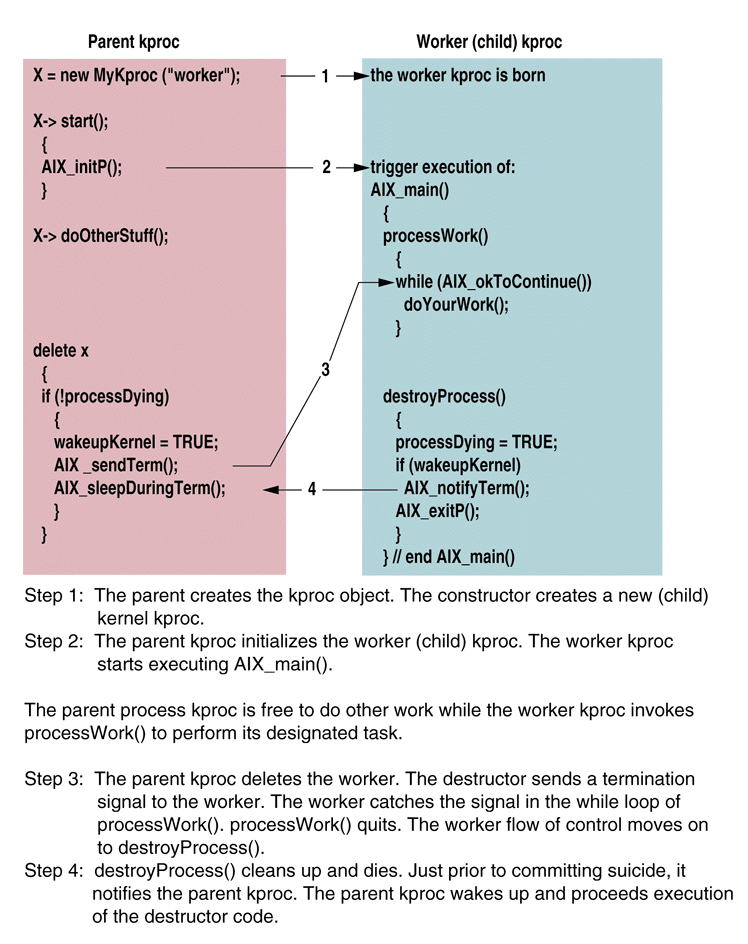 Parent kproc
Worker (child) kproc
X = new MyKproc ("worker");
1
the worker kproc is born
X-> start();
{
AIX_initP();
2
trigger execution of:
}
AIX_main()
{
X-> doOtherStuff();
processWork()
{
while (AIX_okToContinue())
doYourWork();
}
delete x
{
3
if (!processDying)
destroyProcess()
{
{
wakeupKernel = TRUE;
processDying = TRUE;
AIX _sendTerm();
if (wakeupKernel)
AIX_sleepDuringTerm();
4
AIX_notifyTerm();
}
AIX_exitP();
}
}
} // end AIX_main()
Step 1: The parent creates the kproc object. The constructor creates a new (child)
kernel kproc.
Step 2: The parent kproc initializes the worker (child) kproc. The worker kproc
starts executing AIX_main().
The parent process kproc is free to do other work while the worker kproc invokes
processWork() to perform its designated task.
Step 3: The parent kproc deletes the worker. The destructor sends a termination
signal to the worker. The worker catches the signal in the while loop of
processWork(). processWork() quits. The worker flow of control moves on
to destroyProcess().
Step 4: destroyProcess() cleans up and dies. Just prior to committing suicide, it
notifies the parent kproc. The parent kproc wakes up and proceeds execution
of the destructor code.